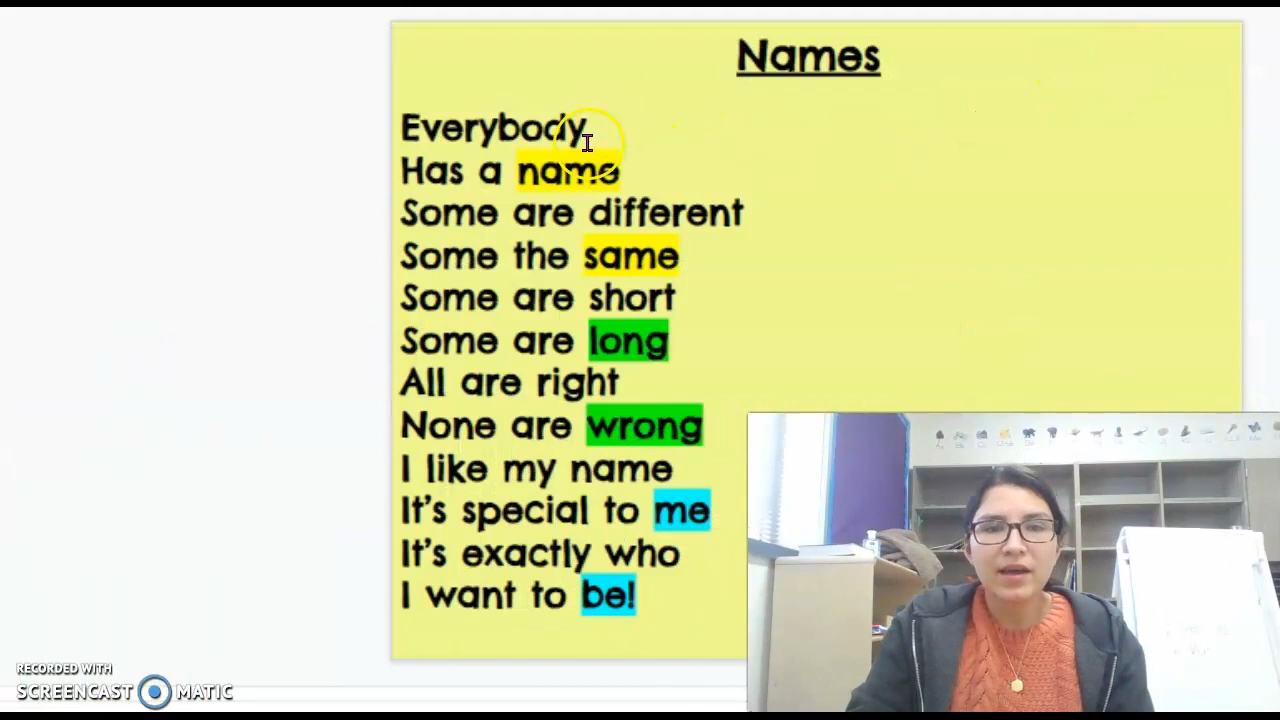 Names
Everybody
Has a name
Some are different
Some the same
Some are short
Some are long
All are right
None are wrong
I like my name
It's special to me
It's exactly who
I want to be!
RECORDED WITH
SCREENCAST MATIC